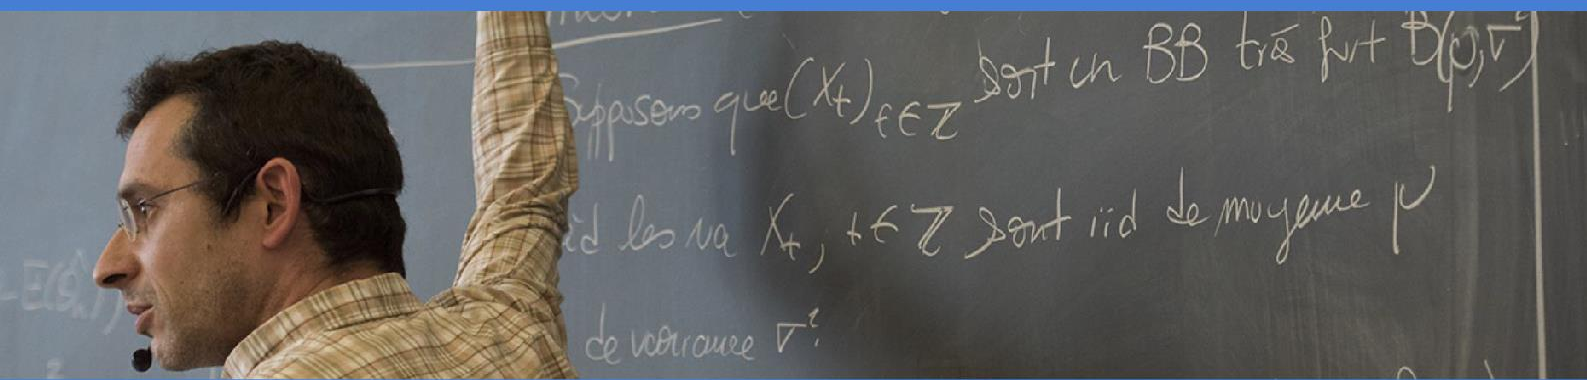 Supposons que (X_t)_{t∈Z} sont un BB très fort B(μ,σ²)
id les va X_t, t∈Z sont iid de moyenne μ
de variance σ²